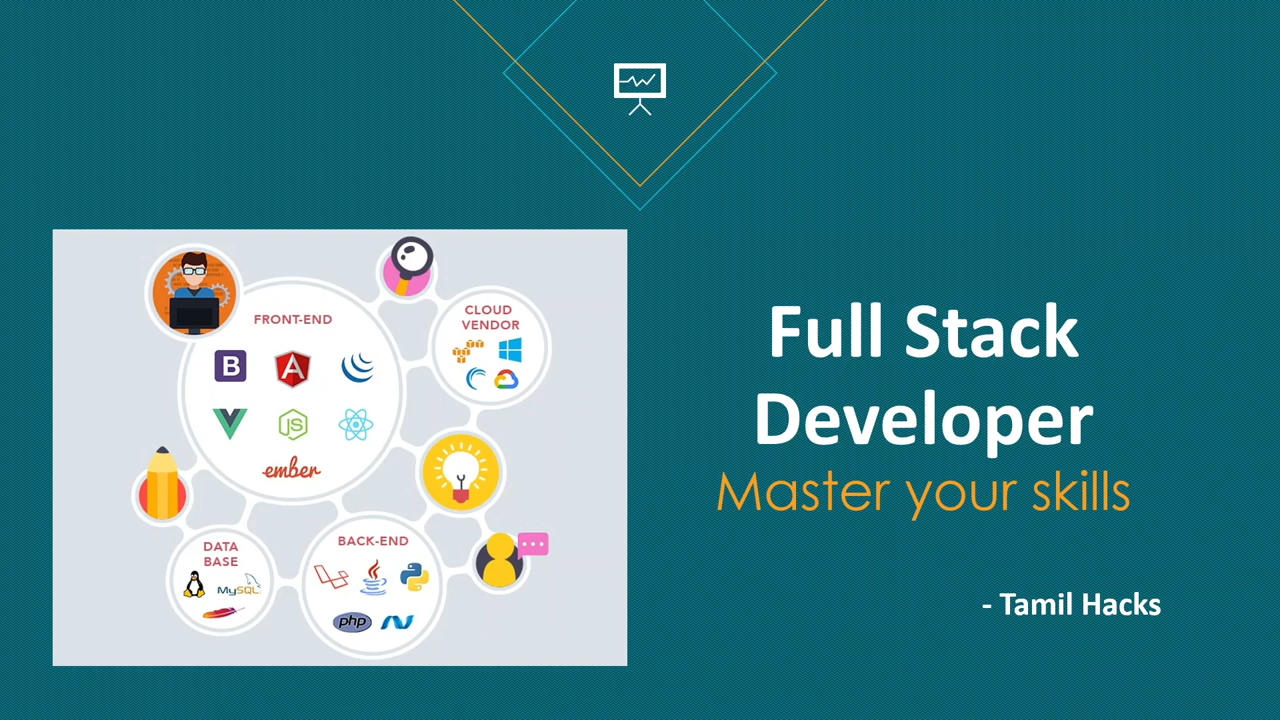 FRONT-END
B
A
JS
ember
CLOUD
VENDOR
DATA
BASE
MySQL
BACK-END
php
Full Stack
Developer
Master your skills
- Tamil Hacks